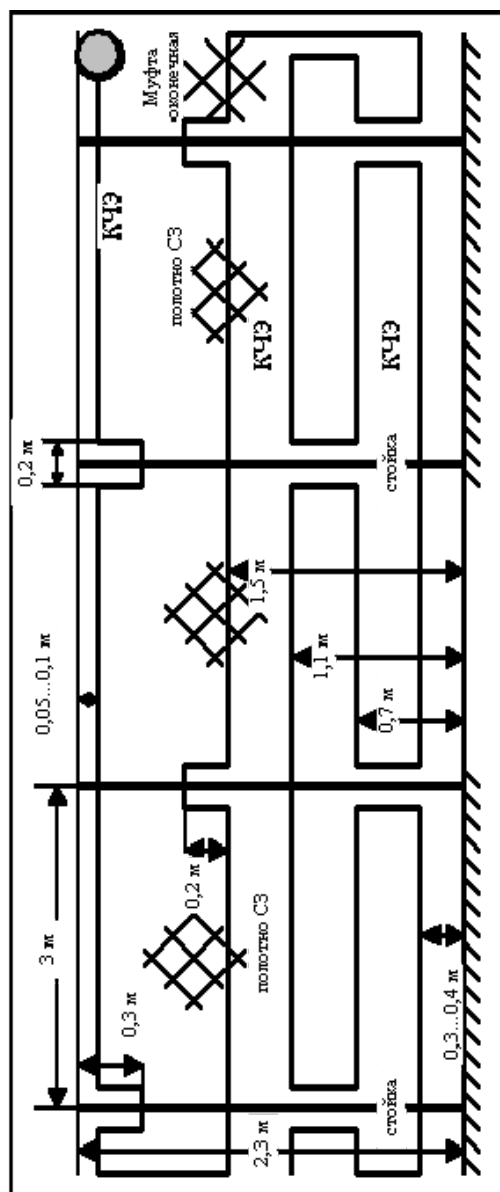 Муфта
оконечная
КЧЭ
полотно СЗ
КЧЭ
КЧЭ
0,2 м
стойка
0,05...0,1 м
1,5 м
1,1 м
0,7 м
3 м
0,2 м
полотно СЗ
0,3 м
0,3...0,4 м
2,3 м
стойка